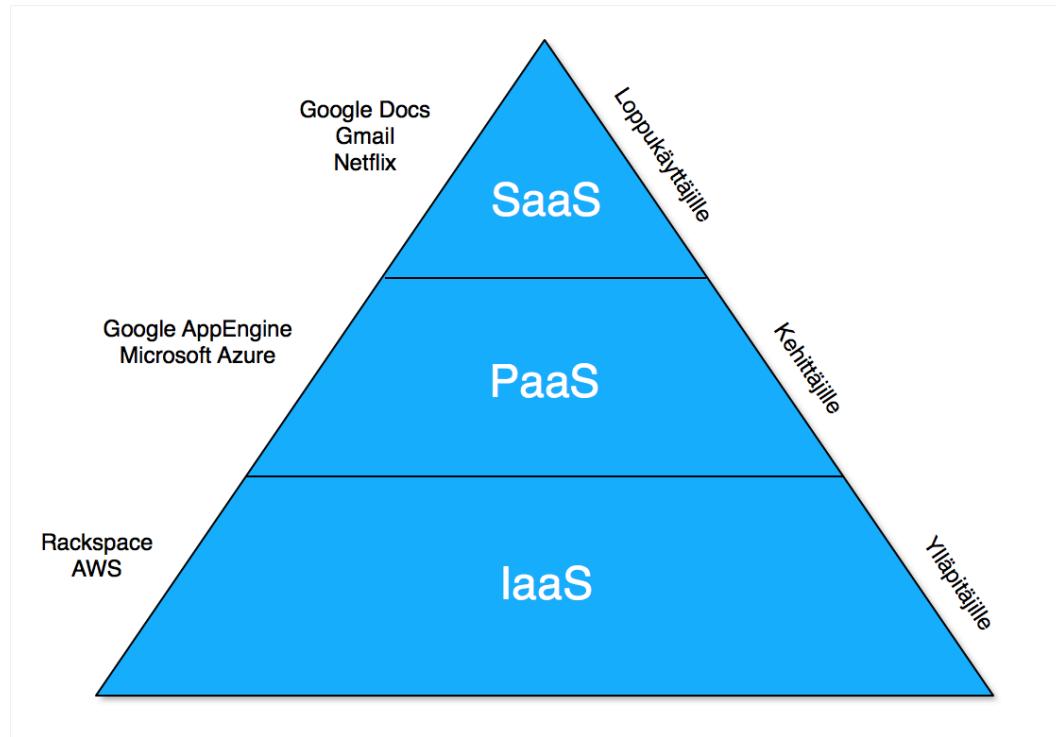 Google Docs
Gmail
Netflix
SaaS
Loppukäyttäjille
Google AppEngine
Microsoft Azure
PaaS
Kehittäjille
Rackspace
AWS
IaaS
Ylläpitäjille